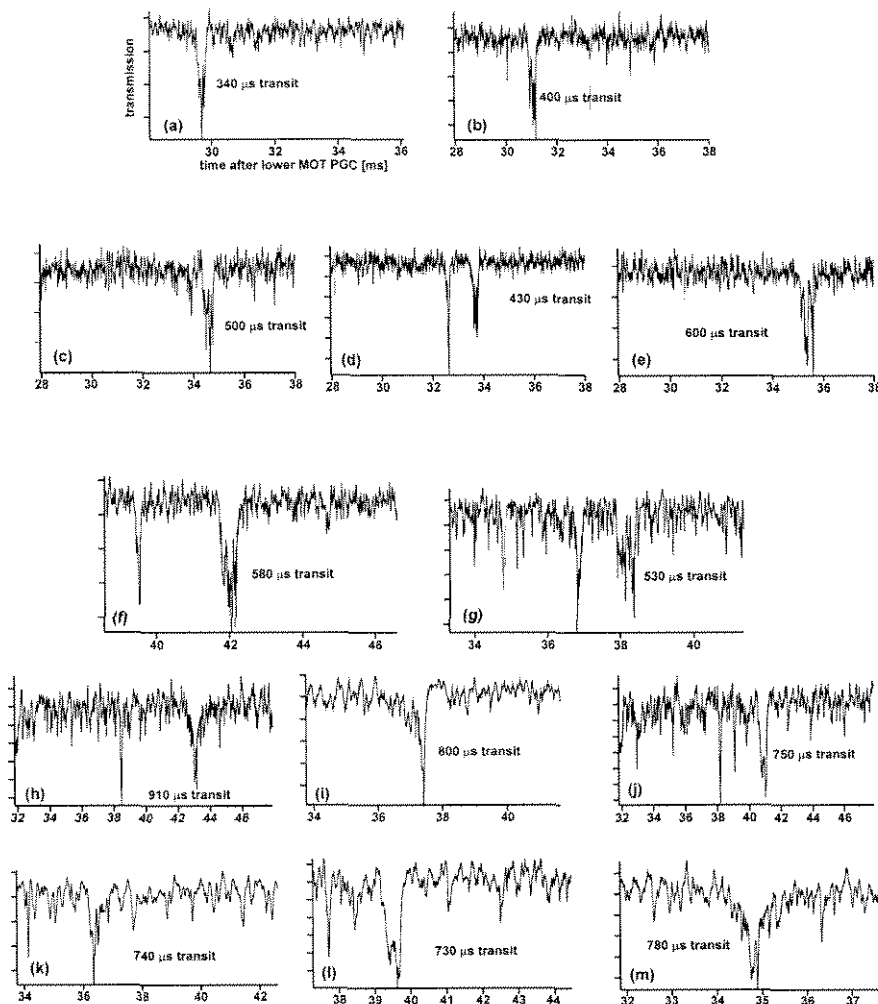 transmission
340 μs transit
(a)
30 32 34 36
time after lower MOT PGC [ms]
400 μs transit
(b)
28 30 32 34 36 38
500 μs transit
(c)
28 30 32 34 36 38
430 μs transit
(d)
28 30 32 34 36 38
600 μs transit
(e)
28 30 32 34 36 38
580 μs transit
(f)
40 42 44 46 48
530 μs transit
(g)
34 36 38 40
(h)
910 μs transit
32 34 36 38 40 42 44 46
800 μs transit
(i)
34 36 38 40
750 μs transit
(j)
32 34 36 38 40 42 44 46
740 μs transit
(k)
34 36 38 40 42
730 μs transit
(l)
38 39 40 41 42 43 44
780 μs transit
(m)
32 33 34 35 36 37